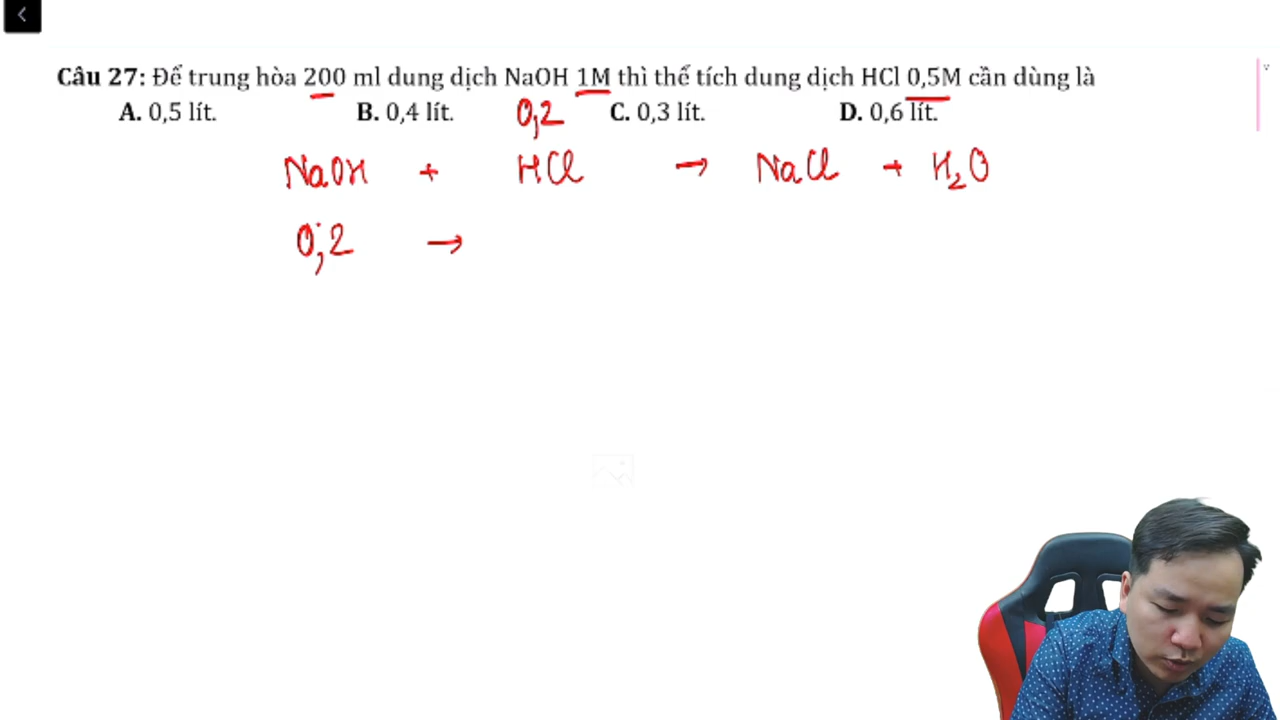 Câu 27: Để trung hòa 200 ml dung dịch NaOH 1M thì thể tích dung dịch HCl 0,5M cần dùng là
A. 0,5 lít. B. 0,4 lít. C. 0,3 lít. D. 0,6 lít.
0,2
NaOH + HCl → NaCl + H₂O
0,2 →